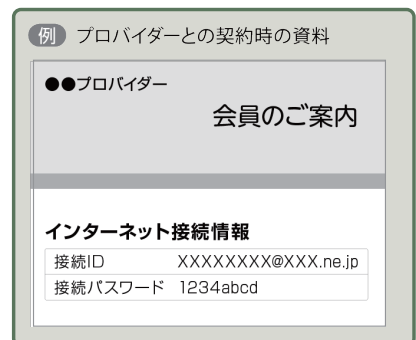 例 プロバイダーとの契約時の資料
●●プロバイダー
会員のご案内
インターネット接続情報
接続ID XXXXXXXX@XXX.ne.jp
接続パスワード 1234abcd